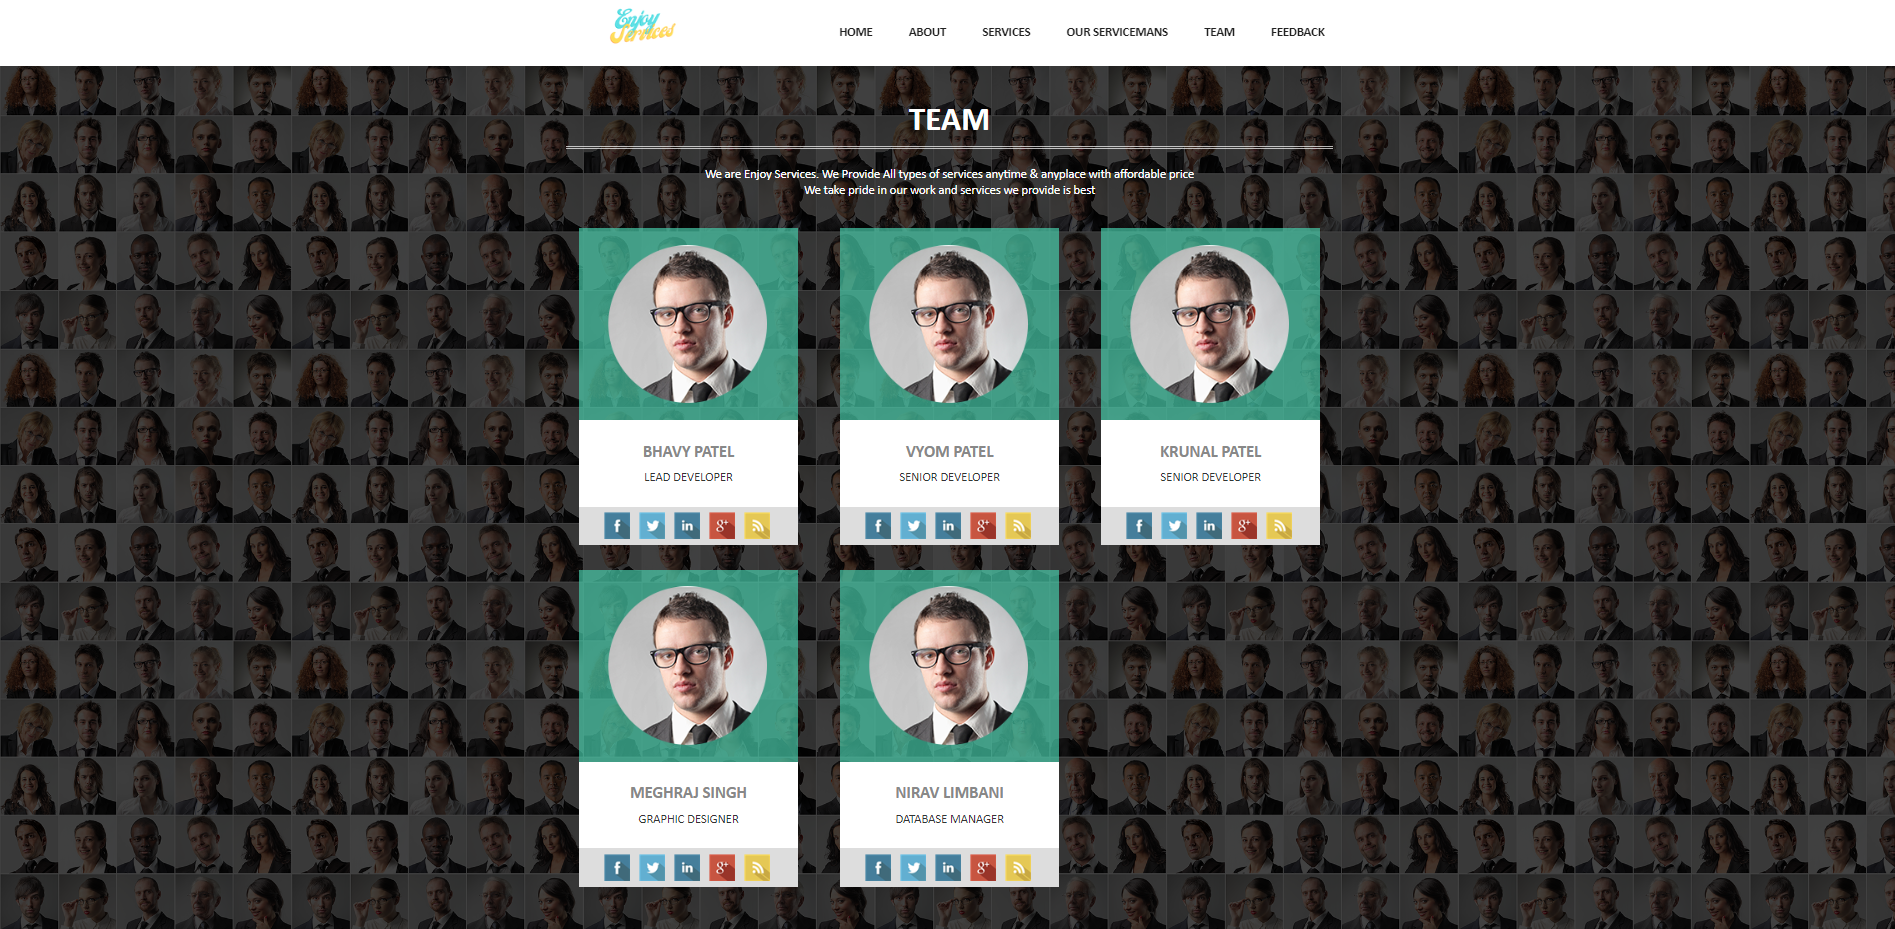 Enjoy
Services
HOME ABOUT SERVICES OUR SERVICEMANS TEAM FEEDBACK
TEAM
We are Enjoy Services. We Provide All types of services anytime & anyplace with affordable price
We take pride in our work and services we provide is best
BHAVY PATEL
LEAD DEVELOPER
f in g+
VYOM PATEL
SENIOR DEVELOPER
f in g+
KRUNAL PATEL
SENIOR DEVELOPER
f in g+
MEGHRAJ SINGH
GRAPHIC DESIGNER
f in g+
NIRAV LIMBANI
DATABASE MANAGER
f in g+